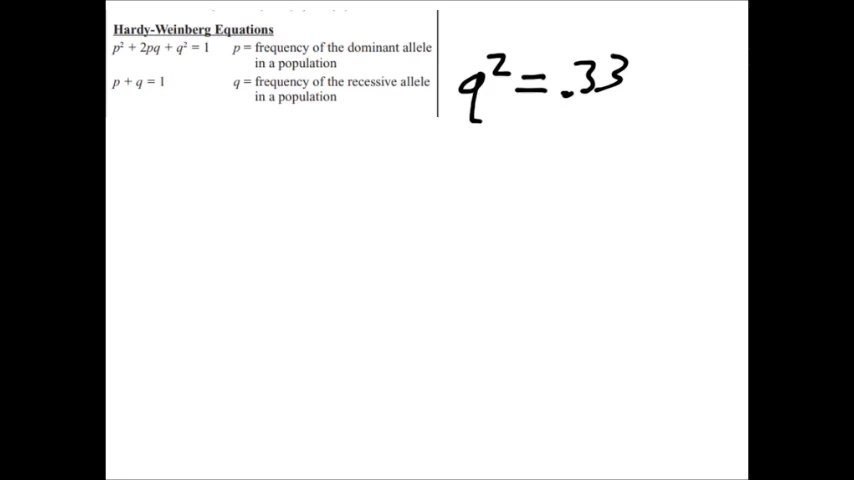 Hardy-Weinberg Equations
p² + 2pq + q² = 1 p = frequency of the dominant allele
in a population
p + q = 1 q = frequency of the recessive allele
in a population
q² = .33